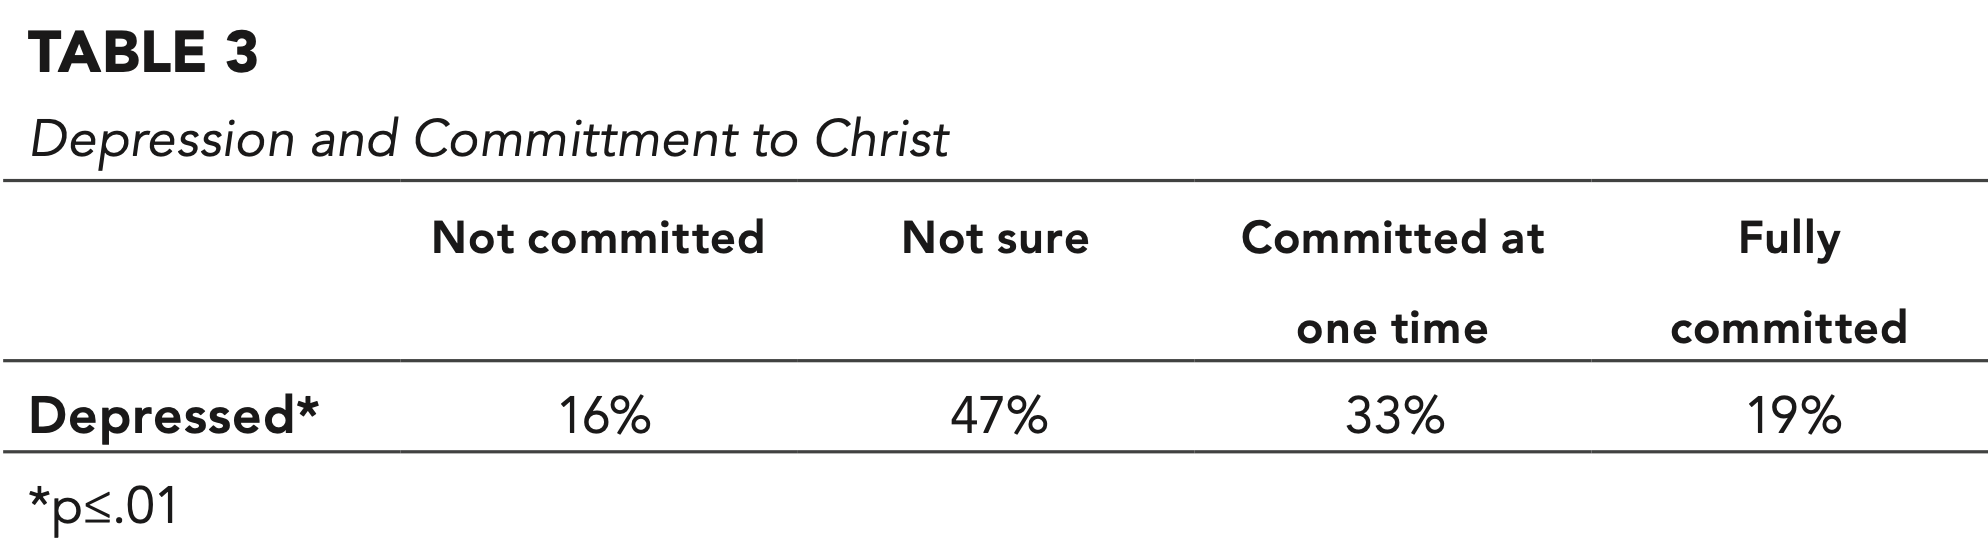 TABLE 3
Depression and Committment to Christ
Not committed Not sure Committed at Fully
one time committed
Depressed* 16% 47% 33% 19%
*p≤.01